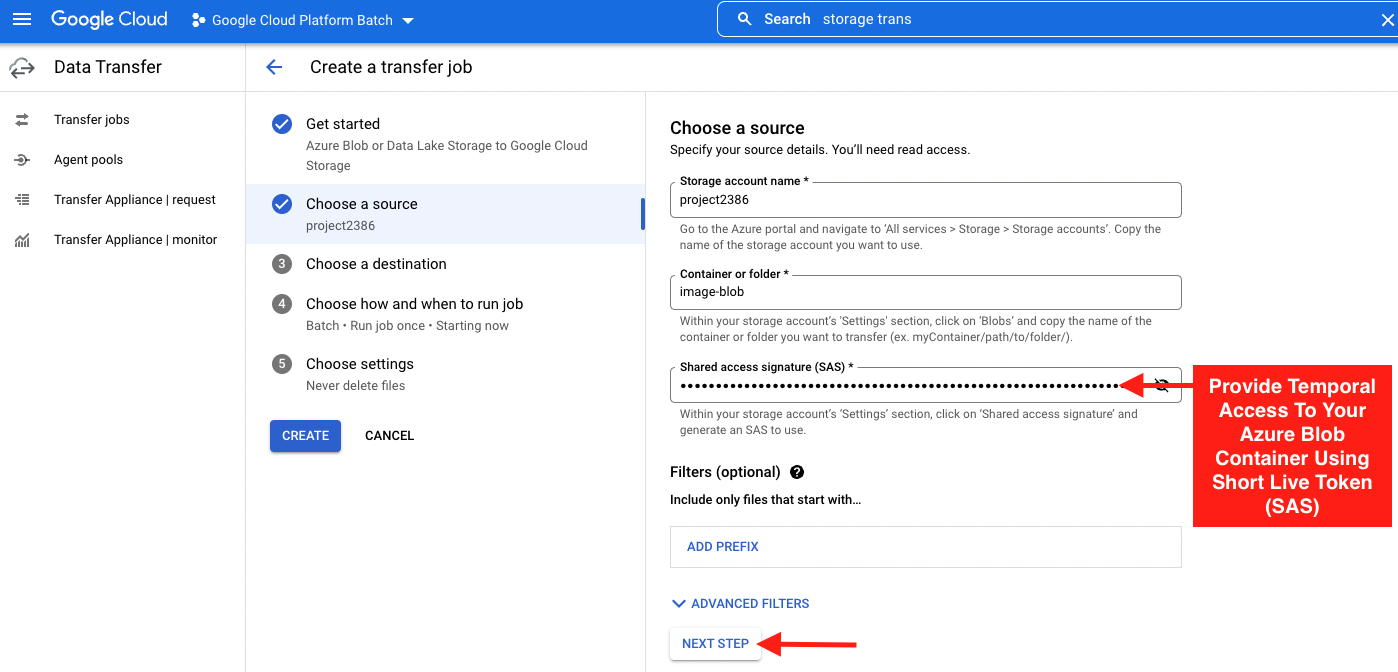 Google Cloud
Google Cloud Platform Batch
Search storage trans
Data Transfer
Create a transfer job
Transfer jobs
Agent pools
Transfer Appliance | request
Transfer Appliance | monitor
Get started
Azure Blob or Data Lake Storage to Google Cloud
Storage
Choose a source
project2386
3 Choose a destination
4 Choose how and when to run job
Batch • Run job once • Starting now
5 Choose settings
Never delete files
CREATE CANCEL
Choose a source
Specify your source details. You’ll need read access.
Storage account name *
project2386
Go to the Azure portal and navigate to ‘All services > Storage > Storage accounts’. Copy the
name of the storage account you want to use.
Container or folder *
image-blob
Within your storage account’s ‘Settings’ section, click on ‘Blobs’ and copy the name of the
container or folder you want to transfer (ex. myContainer/path/to/folder/).
Shared access signature (SAS) *
Within your storage account’s ‘Settings’ section, click on ‘Shared access signature’ and
generate an SAS to use.
Filters (optional) ?
Include only files that start with…
ADD PREFIX
ADVANCED FILTERS
NEXT STEP
Provide Temporal
Access To Your
Azure Blob
Container Using
Short Live Token
(SAS)